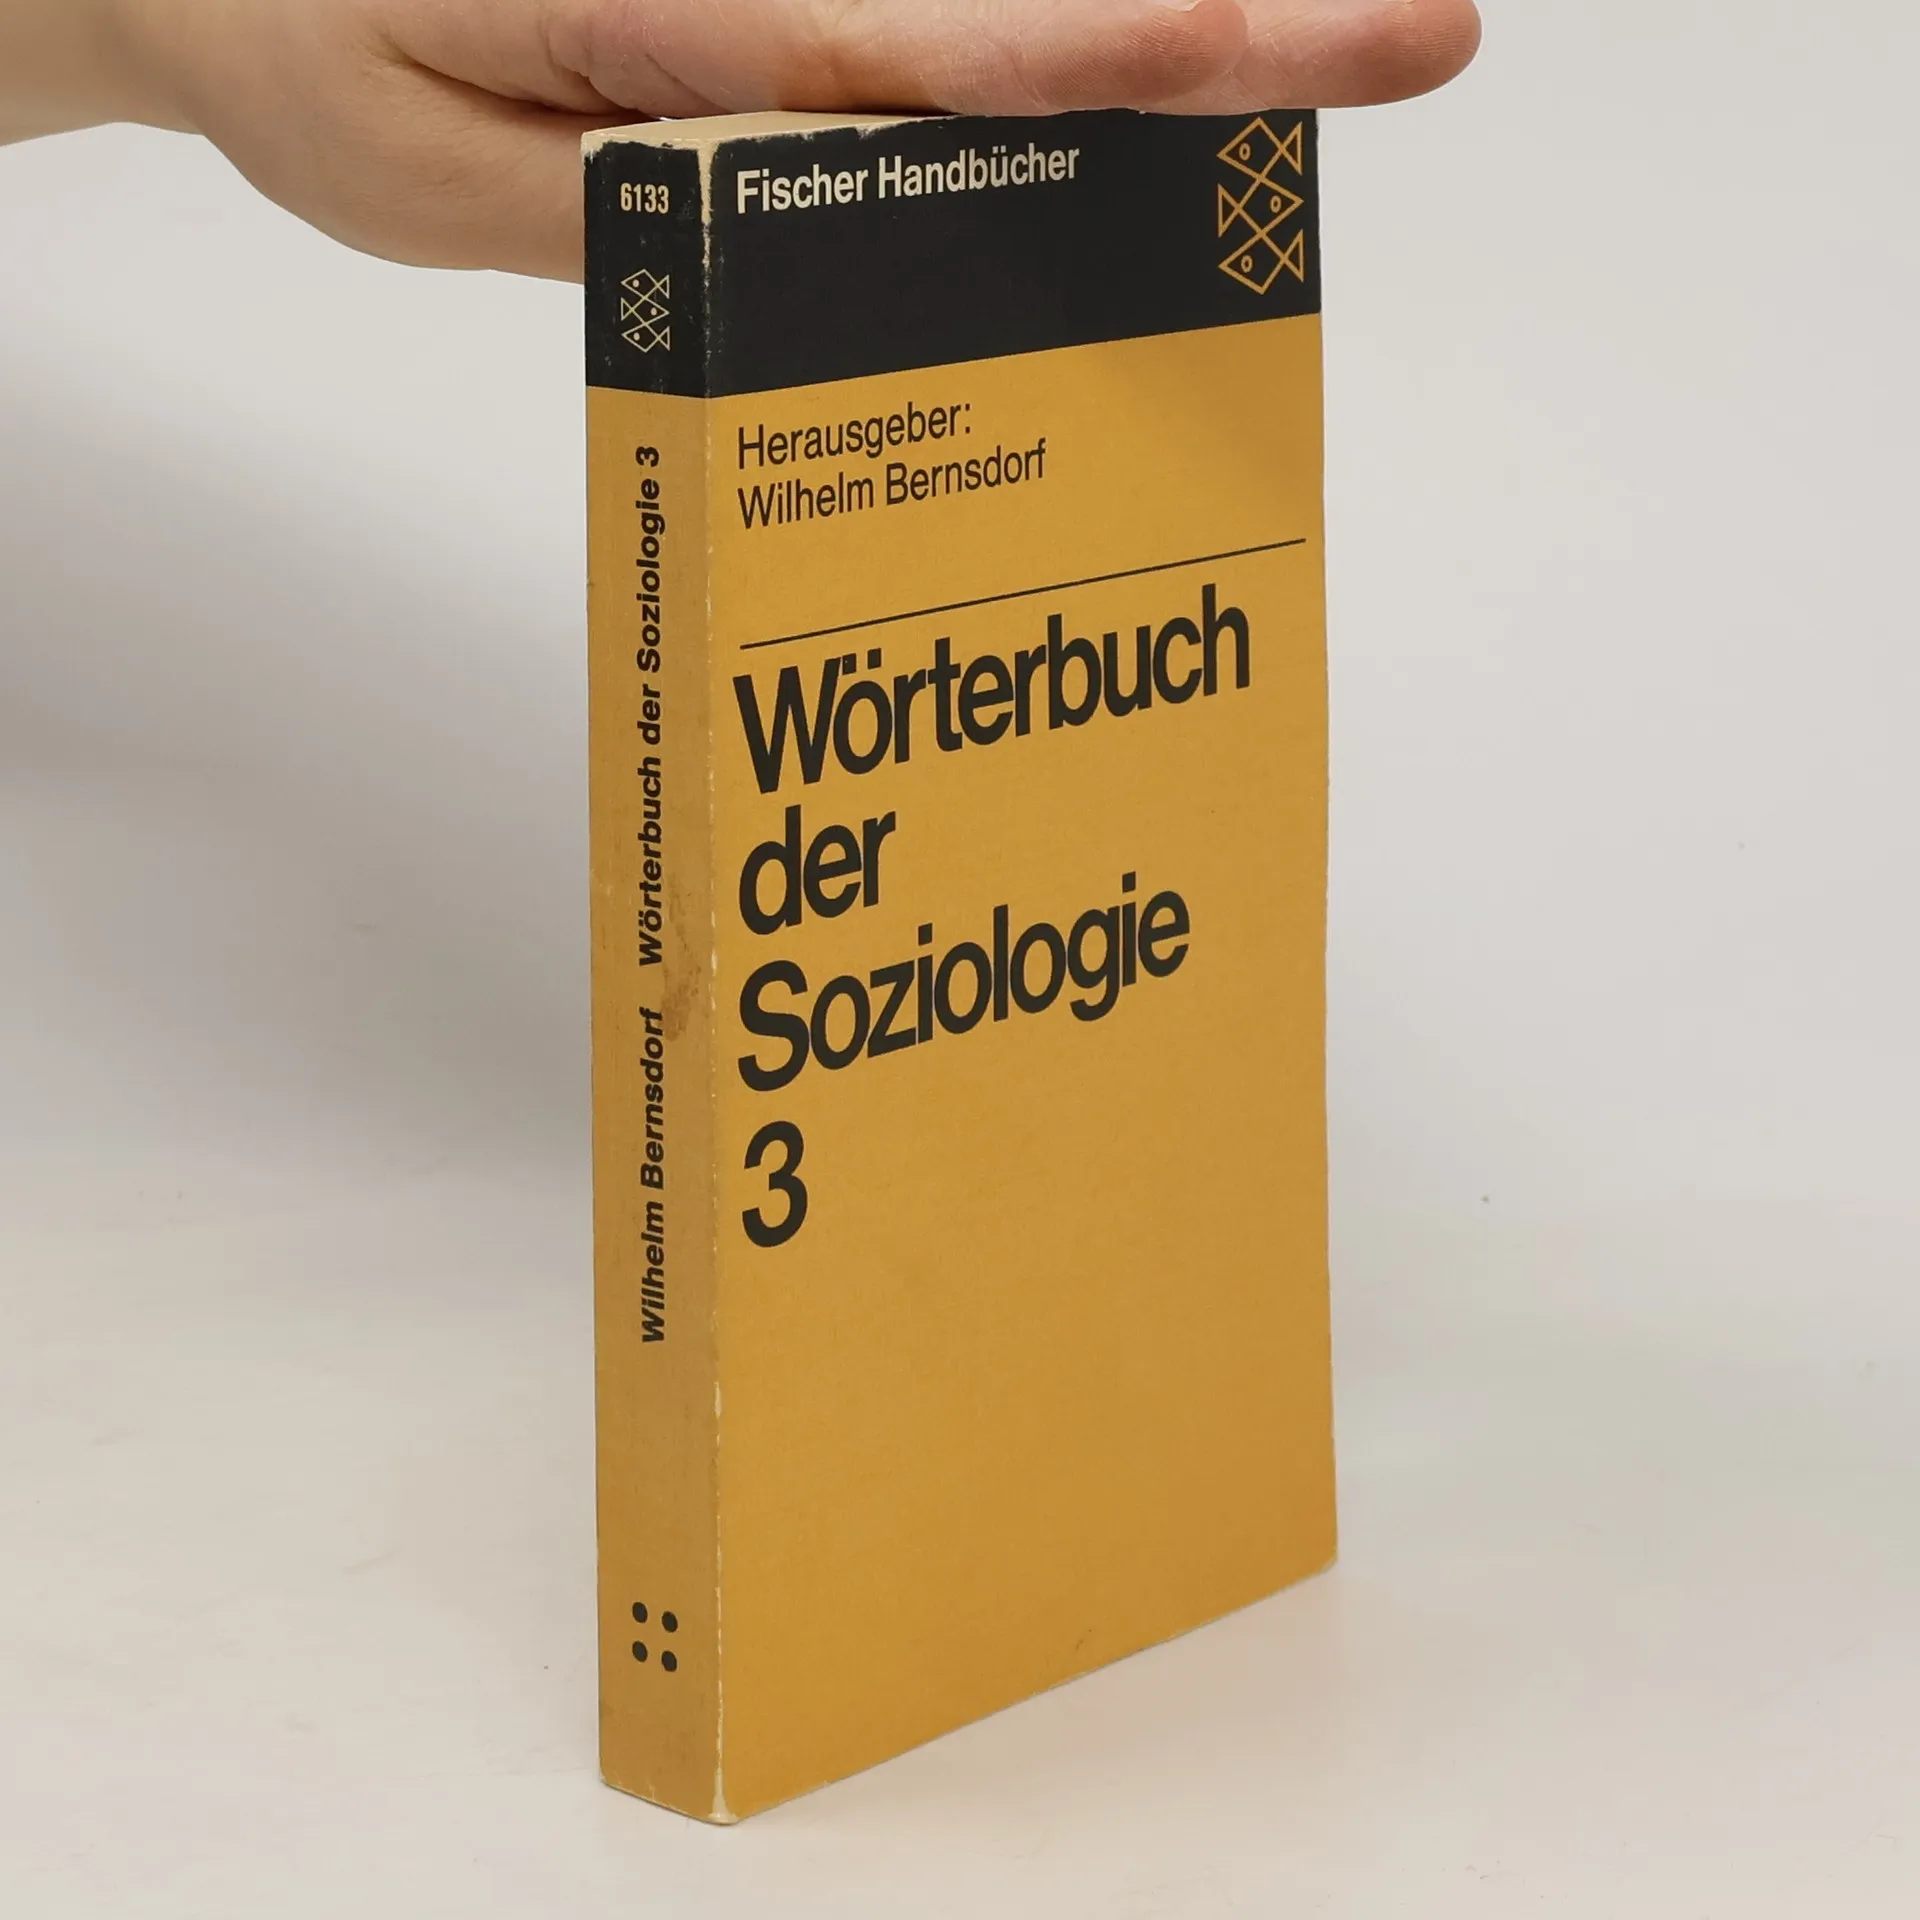 6133
Wilhelm Bernsdorf Wörterbuch der Soziologie 3
Fischer Handbücher
Herausgeber:
Wilhelm Bernsdorf
Wörterbuch
der
Soziologie
3